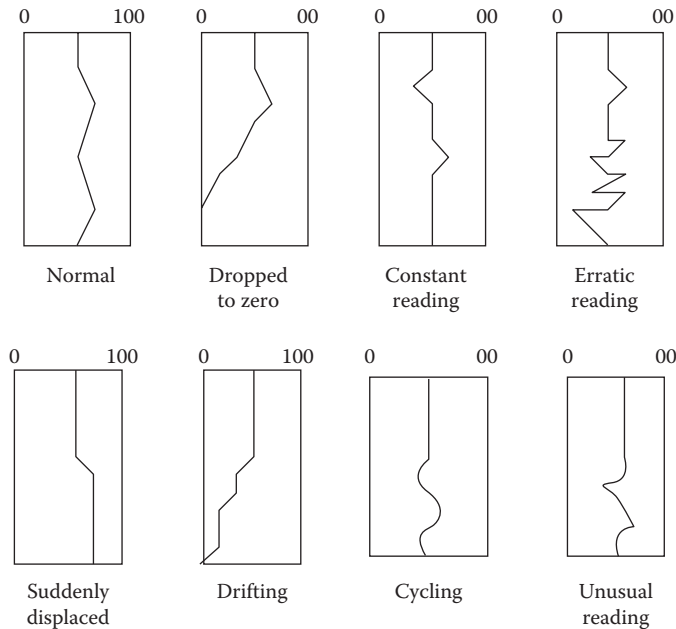 0 100 0 00 0 00 0 00
Normal Dropped to zero Constant reading Erratic reading
0 100 0 100 0 00 0 00
Suddenly displaced Drifting Cycling Unusual reading